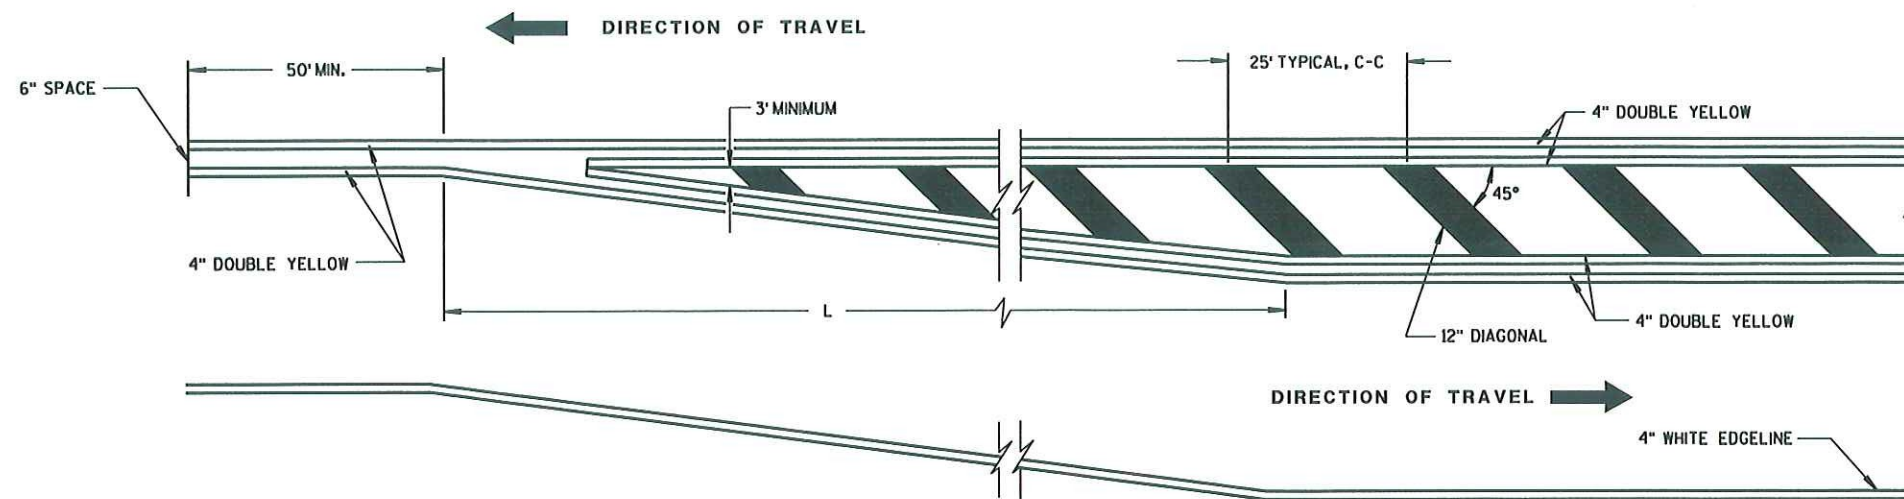 DIRECTION OF TRAVEL
50' MIN.
25' TYPICAL, C-C
6" SPACE
3' MINIMUM
4" DOUBLE YELLOW
45°
4" DOUBLE YELLOW
L
4" DOUBLE YELLOW
12" DIAGONAL
DIRECTION OF TRAVEL
4" WHITE EDGELINE